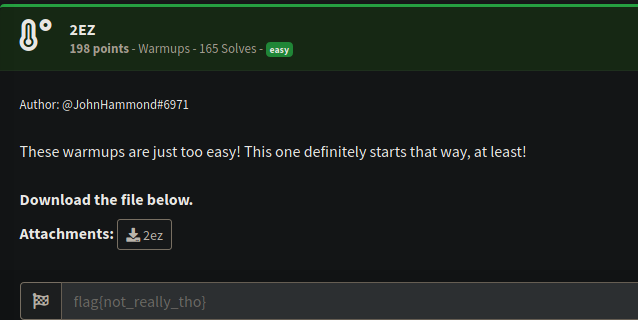 2EZ
198 points - Warmups - 165 Solves - easy
Author: @JohnHammond#6971
These warmups are just too easy! This one definitely starts that way, at least!
Download the file below.
Attachments: 2ez
flag{not_really_tho}